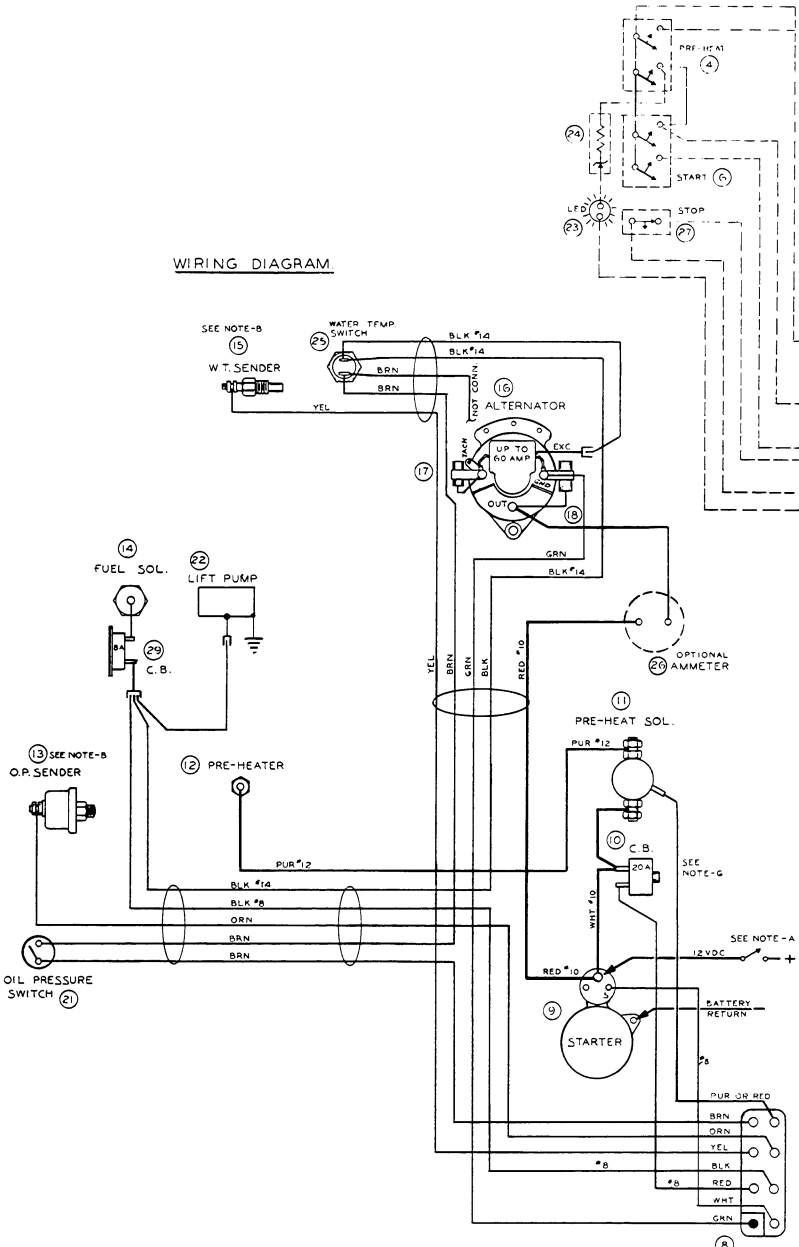 PRE-HEAT
4
24
START 6
LED
23
STOP
27
WIRING DIAGRAM.
SEE NOTE-B
15
W.T. SENDER
WATER TEMP.
SWITCH
25
BLK #14
BLK #14
BRN
BRN
YEL
NOT CONN.
16
ALTERNATOR
UP TO
60 AMP
EXC
TACH
GND
OUT
17
18
GRN
BLK #14
14
FUEL SOL.
22
LIFT PUMP
8A
29
C.B.
YEL
BRN
GRN
BLK
RED #10
OPTIONAL
26 AMMETER
11
PRE-HEAT SOL.
PUR #12
13 SEE NOTE-B
O.P. SENDER
12 PRE-HEATER
10
C.B.
20A
SEE
NOTE-G
PUR #12
BLK #14
BLK #8
ORN
BRN
BRN
WHT #10
OIL PRESSURE
SWITCH 21
SEE NOTE-A
12 VDC
+
RED #10
S
9
STARTER
BATTERY
RETURN
#8
PUR OR RED
BRN
ORN
YEL
#8
BLK
#8
RED
WHT
GRN
8